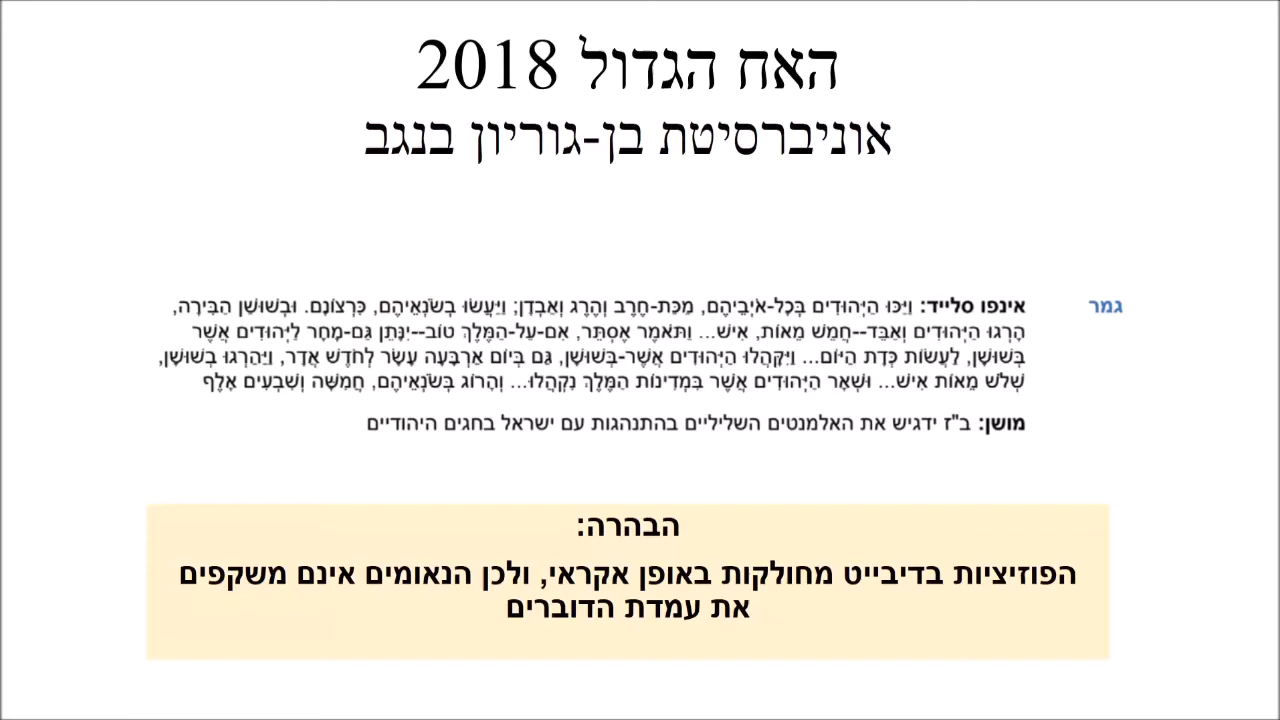 האח הגדול 2018
אוניברסיטת בן-גוריון בנגב
גמר
אינפו סלייד: וַיַּכּוּ הַיְּהוּדִים בְּכָל-אֹיְבֵיהֶם, מַכַּת-חֶרֶב וְהֶרֶג וְאַבְדָן; וַיַּעֲשׂוּ בְשֹׂנְאֵיהֶם, כִּרְצוֹנָם. וּבְשׁוּשַׁן הַבִּירָה,
הָרְגוּ הַיְּהוּדִים וְאַבֵּד--חֲמֵשׁ מֵאוֹת, אִישׁ... וַתֹּאמֶר אֶסְתֵּר, אִם-עַל-הַמֶּלֶךְ טוֹב--יִנָּתֵן גַּם-מָחָר לַיְּהוּדִים אֲשֶׁר
בְּשׁוּשָׁן, לַעֲשׂוֹת כְּדָת הַיּוֹם... וַיִּקָּהֲלוּ הַיְּהוּדִים אֲשֶׁר-בְּשׁוּשָׁן, גַּם בְּיוֹם אַרְבָּעָה עָשָׂר לְחֹדֶשׁ אֲדָר, וַיַּהַרְגוּ בְשׁוּשָׁן,
שְׁלֹשׁ מֵאוֹת אִישׁ... וּשְׁאָר הַיְּהוּדִים אֲשֶׁר בִּמְדִינוֹת הַמֶּלֶךְ נִקְהֲלוּ... וְהָרוֹג בְּשֹׂנְאֵיהֶם, חֲמִשָּׁה וְשִׁבְעִים אָלֶף
מושן: ב"ז ידגיש את האלמנטים השליליים בהתנהגות עם ישראל בחגים היהודיים
הבהרה:
הפוזיציות בדיבייט מחולקות באופן אקראי, ולכן הנאומים אינם משקפים
את עמדת הדוברים